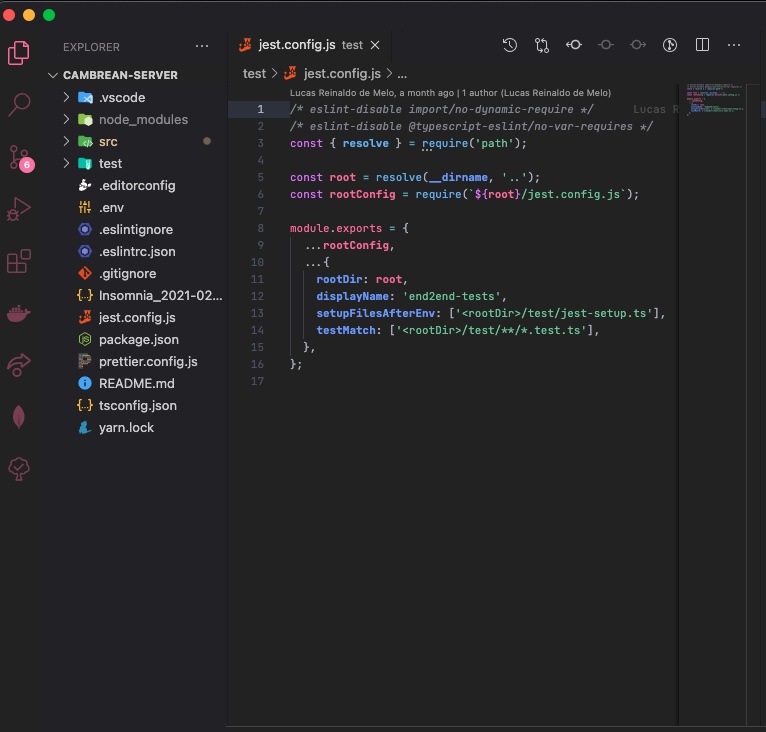 EXPLORER
CAMBREAN-SERVER
.vscode
node_modules
src
test
.editorconfig
.env
.eslintignore
.eslintrc.json
.gitignore
Insomnia_2021-02...
jest.config.js
package.json
prettier.config.js
README.md
tsconfig.json
yarn.lock
6
jest.config.js test
test > jest.config.js > ...
Lucas Reinaldo de Melo, a month ago | 1 author (Lucas Reinaldo de Melo)
1 /* eslint-disable import/no-dynamic-require */ Lucas R
2 /* eslint-disable @typescript-eslint/no-var-requires */
3 const { resolve } = require('path');
4
5 const root = resolve(__dirname, '..');
6 const rootConfig = require(`${root}/jest.config.js`);
7
8 module.exports = {
9 ...rootConfig,
10 ...{
11 rootDir: root,
12 displayName: 'end2end-tests',
13 setupFilesAfterEnv: ['<rootDir>/test/jest-setup.ts'],
14 testMatch: ['<rootDir>/test/**/*.test.ts'],
15 },
16 };
17